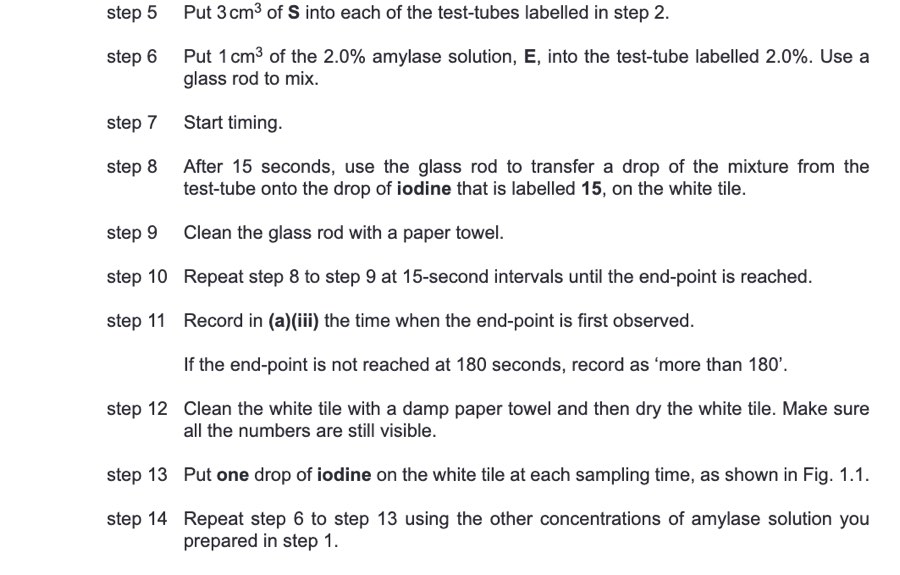 step 5 Put 3 cm³ of S into each of the test-tubes labelled in step 2.
step 6 Put 1 cm³ of the 2.0% amylase solution, E, into the test-tube labelled 2.0%. Use a
glass rod to mix.
step 7 Start timing.
step 8 After 15 seconds, use the glass rod to transfer a drop of the mixture from the
test-tube onto the drop of iodine that is labelled 15, on the white tile.
step 9 Clean the glass rod with a paper towel.
step 10 Repeat step 8 to step 9 at 15-second intervals until the end-point is reached.
step 11 Record in (a)(iii) the time when the end-point is first observed.
If the end-point is not reached at 180 seconds, record as ‘more than 180’.
step 12 Clean the white tile with a damp paper towel and then dry the white tile. Make sure
all the numbers are still visible.
step 13 Put one drop of iodine on the white tile at each sampling time, as shown in Fig. 1.1.
step 14 Repeat step 6 to step 13 using the other concentrations of amylase solution you
prepared in step 1.